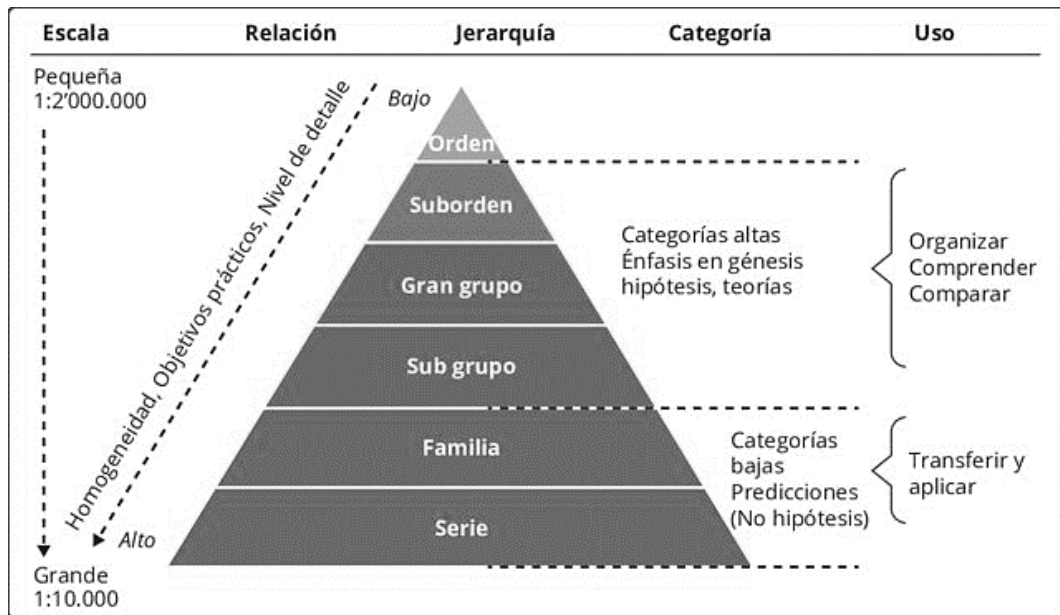 Escala Relación Jerarquía Categoría Uso
Pequeña
1:2'000.000
Homogeneidad, Objetivos prácticos, Nivel de detalle
Bajo
Orden
Suborden
Gran grupo
Sub grupo
Familia
Serie
Alto
Grande
1:10.000
Categorías altas
Énfasis en génesis
hipótesis, teorías
Organizar
Comprender
Comparar
Categorías
bajas
Predicciones
(No hipótesis)
Transferir y
aplicar